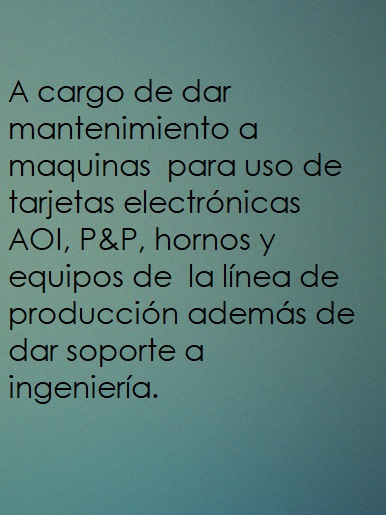 A cargo de dar
mantenimiento a
maquinas  para uso de
tarjetas electrónicas
AOI, P&P, hornos y
equipos de  la línea de
producción además de
dar soporte a
ingeniería.